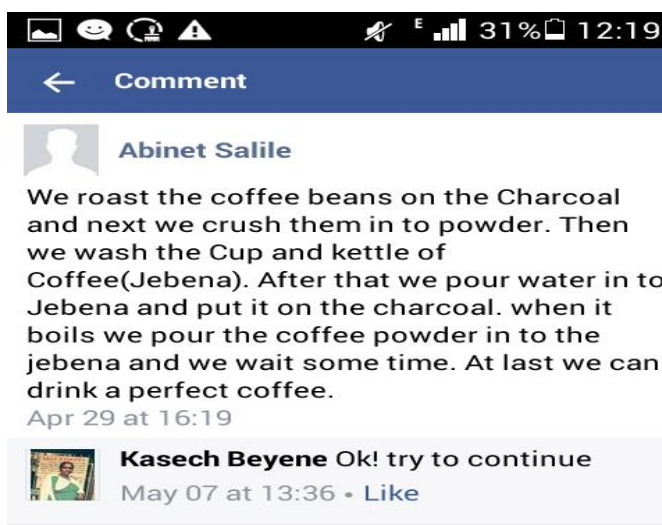 E 31% 12:19
Comment
Abinet Salile
We roast the coffee beans on the Charcoal
and next we crush them in to powder. Then
we wash the Cup and kettle of
Coffee(Jebena). After that we pour water in to
Jebena and put it on the charcoal. when it
boils we pour the coffee powder in to the
jebena and we wait some time. At last we can
drink a perfect coffee.
Apr 29 at 16:19
Kasech Beyene Ok! try to continue
May 07 at 13:36 • Like